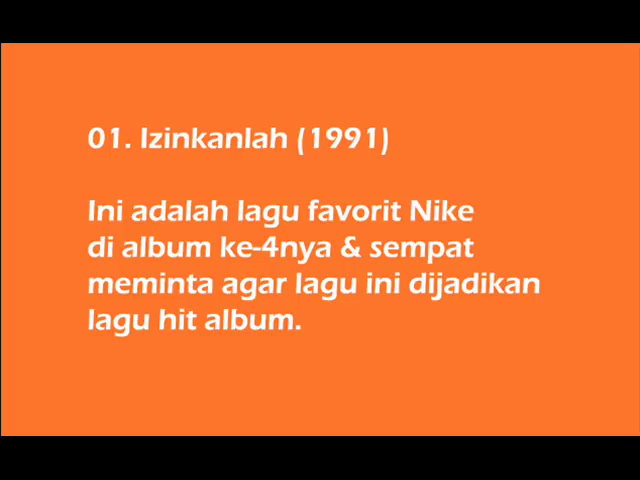 01. Izinkanlah (1991)
Ini adalah lagu favorit Nike
di album ke-4nya & sempat
meminta agar lagu ini dijadikan
lagu hit album.